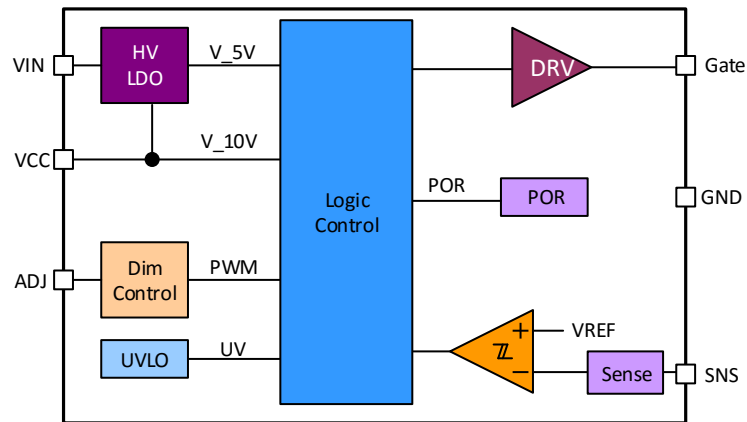 VIN
HV
LDO
V_5V
DRV
Gate
VCC
V_10V
Logic
Control
POR
POR
GND
ADJ
Dim
Control
PWM
UVLO
UV
+
VREF
−
Sense
SNS